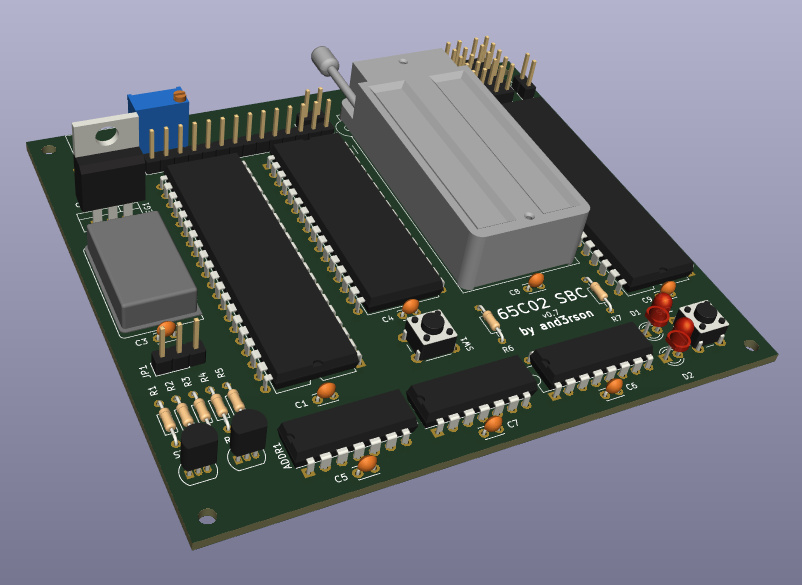 C3
JP1
R1
R2
R3
R4
R5
C1
C4
SW1
C8
65C02 SBC
v0.7
by and3rson
R6
R7
D1
C9
D2
C6
C7
ADDR1
C5